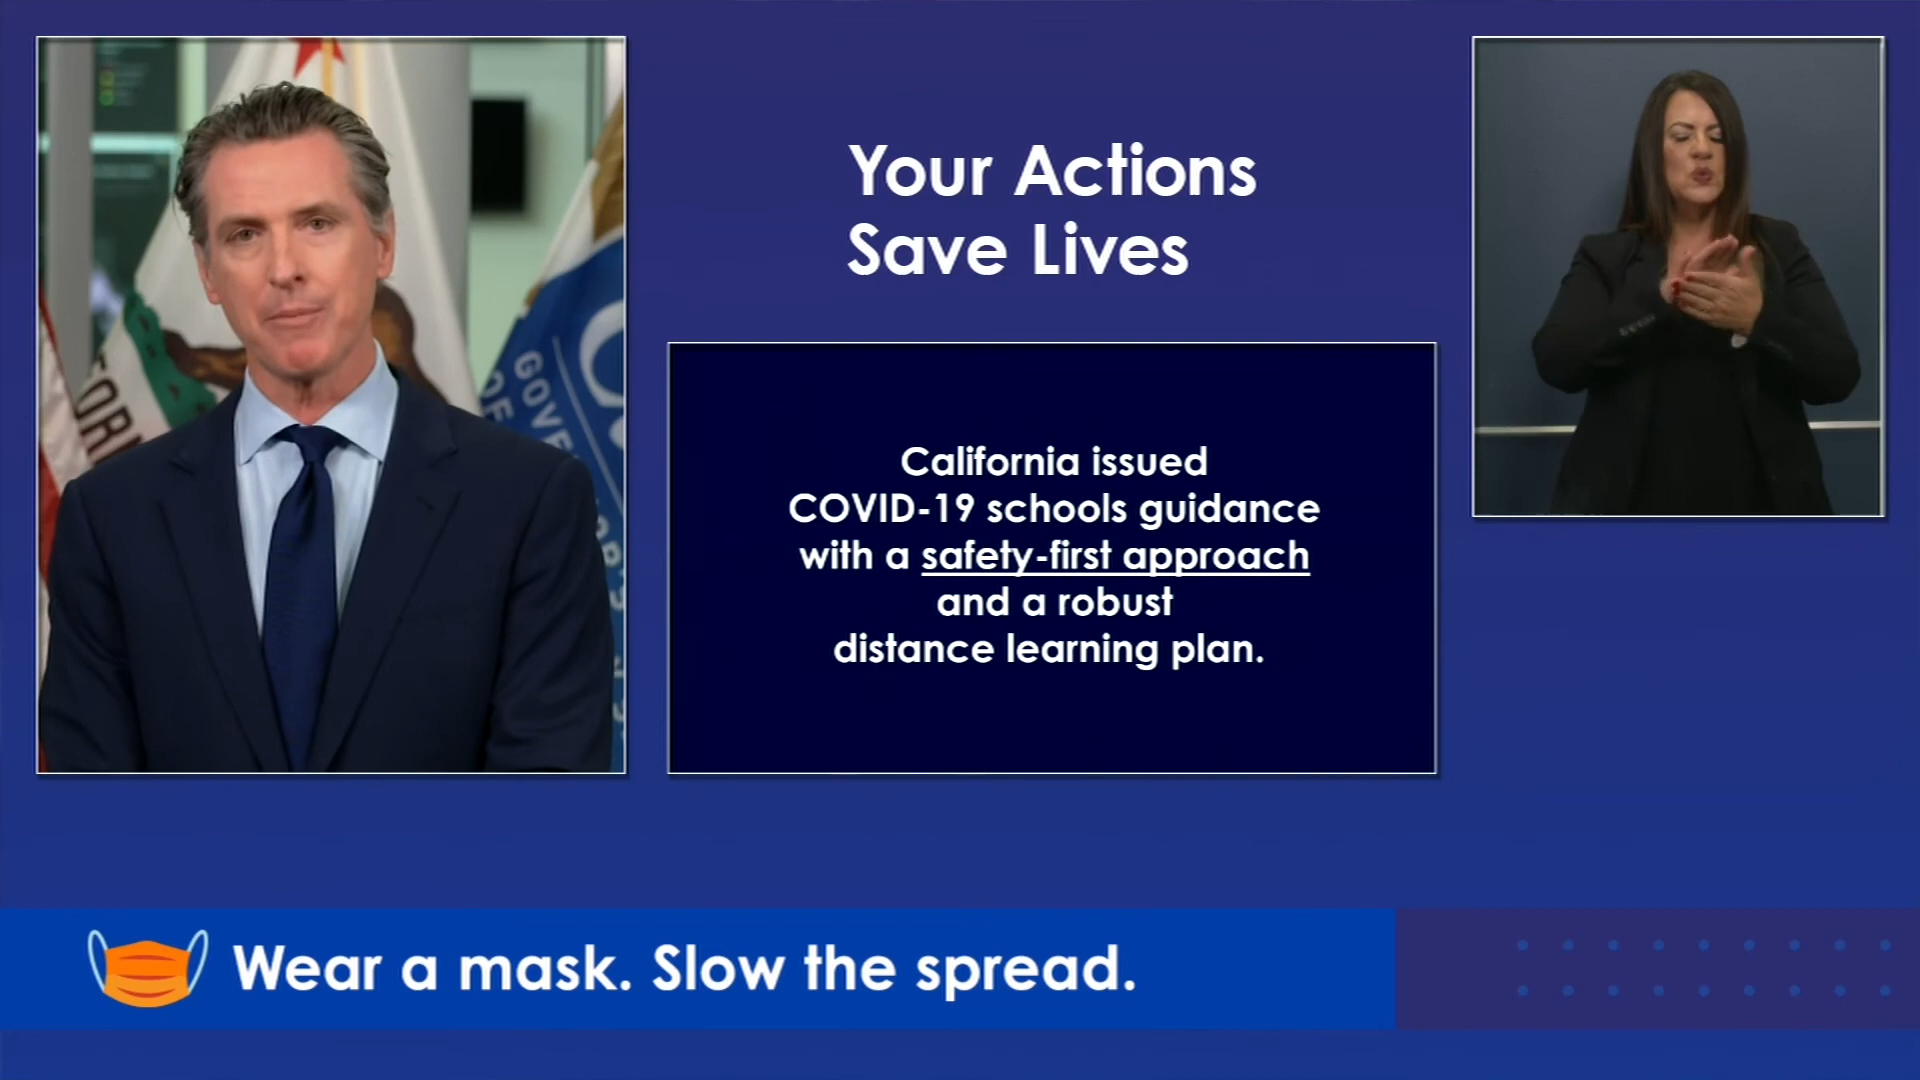 Your Actions
Save Lives
California issued
COVID-19 schools guidance
with a safety-first approach
and a robust
distance learning plan.
Wear a mask. Slow the spread.